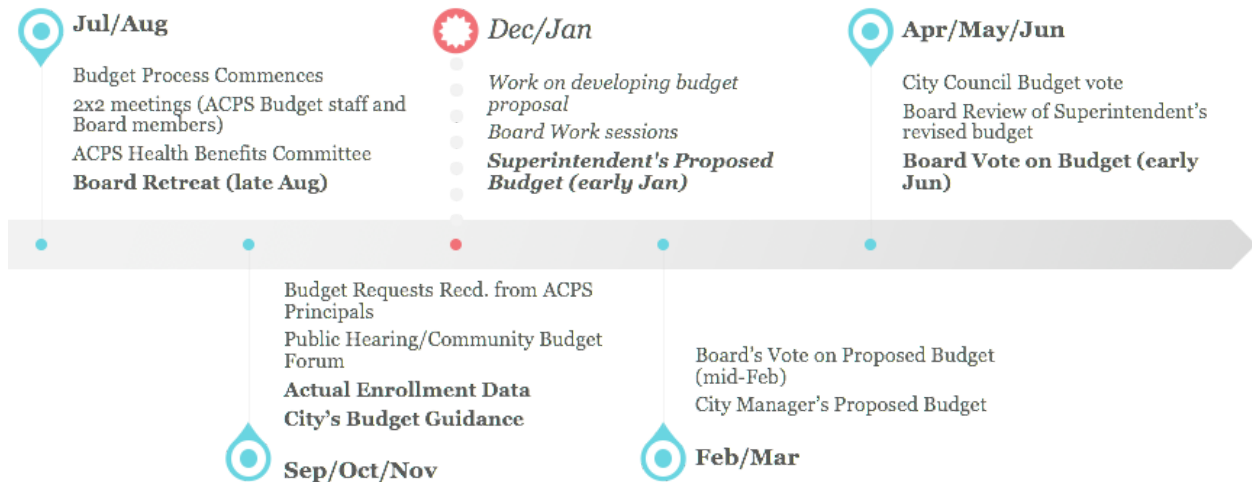 Jul/Aug
Budget Process Commences
2x2 meetings (ACPS Budget staff and
Board members)
ACPS Health Benefits Committee
Board Retreat (late Aug)
Dec/Jan
Work on developing budget
proposal
Board Work sessions
Superintendent's Proposed
Budget (early Jan)
Apr/May/Jun
City Council Budget vote
Board Review of Superintendent's
revised budget
Board Vote on Budget (early
Jun)
Budget Requests Recd. from ACPS
Principals
Public Hearing/Community Budget
Forum
Actual Enrollment Data
City's Budget Guidance
Sep/Oct/Nov
Board's Vote on Proposed Budget
(mid-Feb)
City Manager's Proposed Budget
Feb/Mar